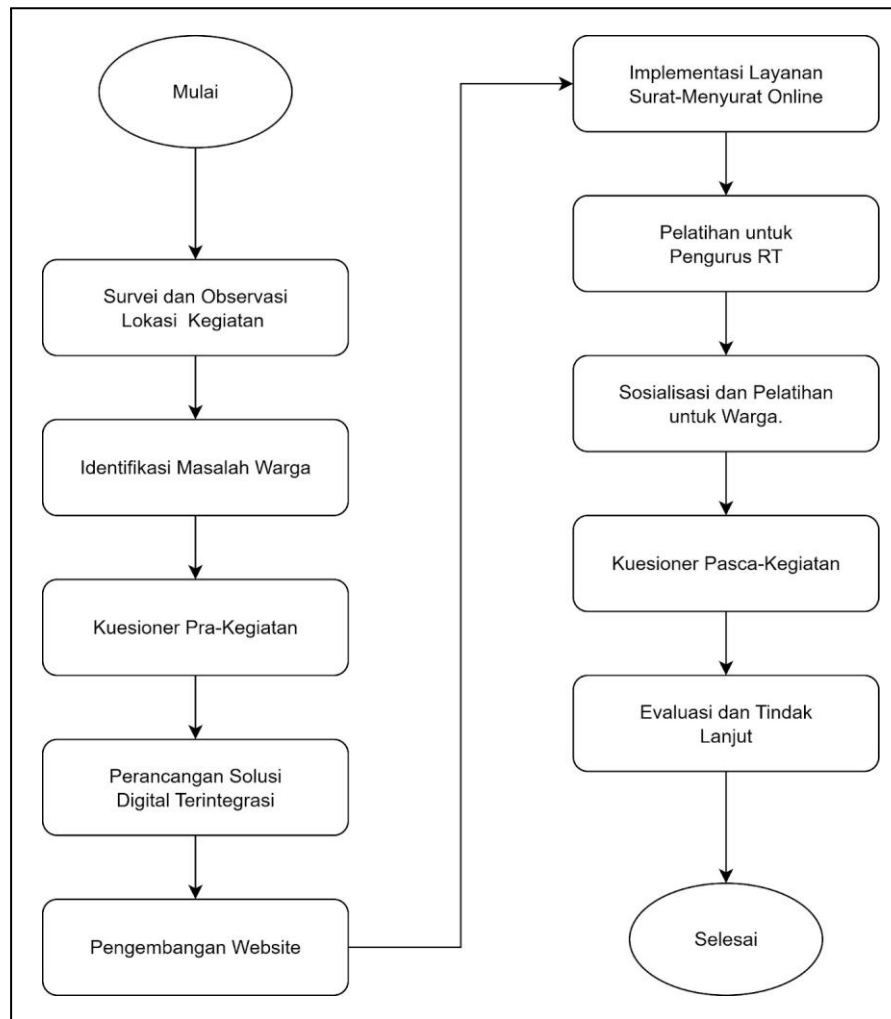 Mulai
Survei dan Observasi
Lokasi Kegiatan
Identifikasi Masalah Warga
Kuesioner Pra-Kegiatan
Perancangan Solusi
Digital Terintegrasi
Pengembangan Website
Implementasi Layanan
Surat-Menyurat Online
Pelatihan untuk
Pengurus RT
Sosialisasi dan Pelatihan
untuk Warga.
Kuesioner Pasca-Kegiatan
Evaluasi dan Tindak
Lanjut
Selesai